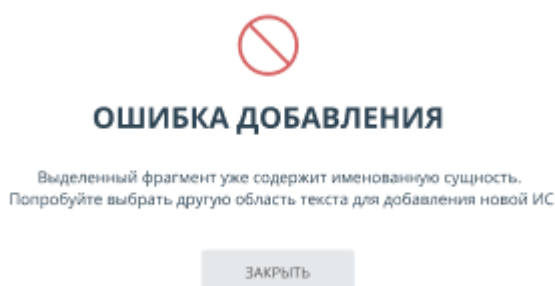 ОШИБКА ДОБАВЛЕНИЯ
Выделенный фрагмент уже содержит именованную сущность.
Попробуйте выбрать другую область текста для добавления новой ИС
ЗАКРЫТЬ